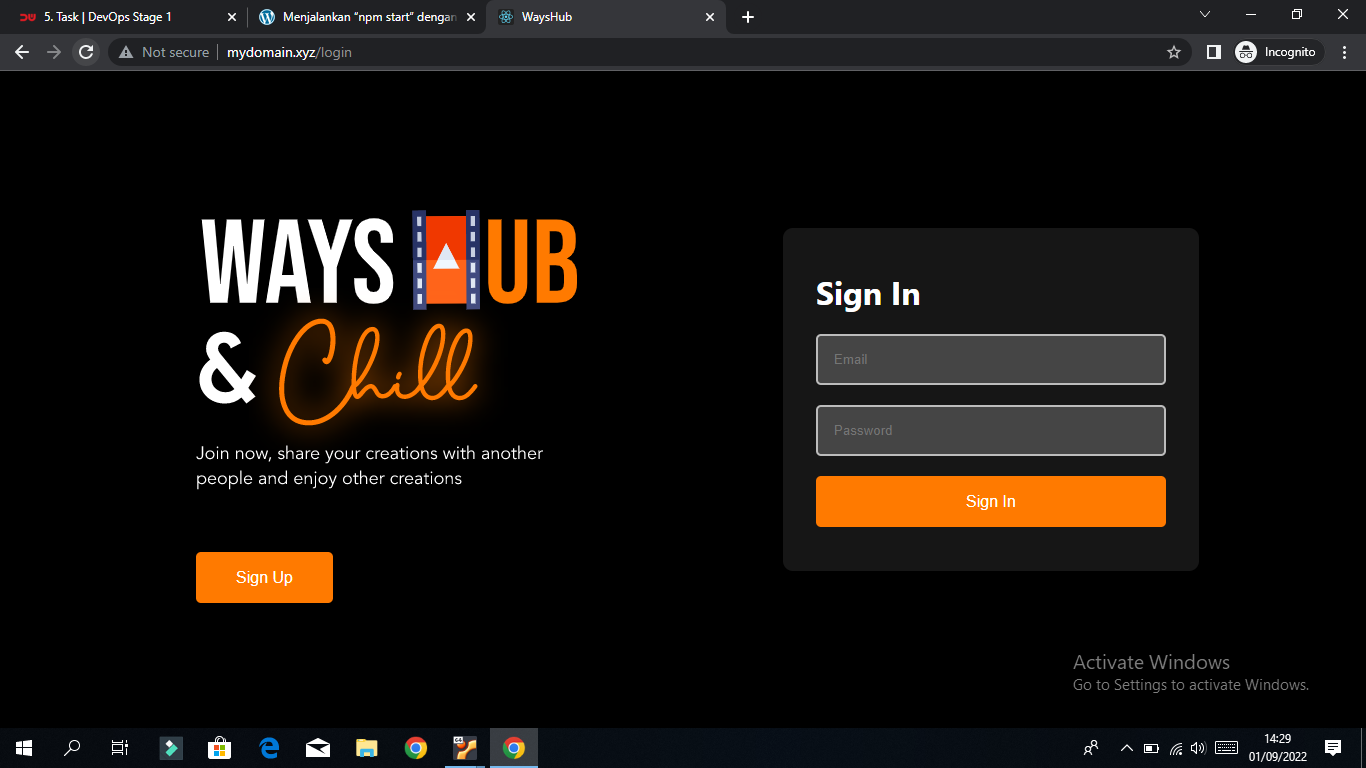 5. Task | DevOps Stage 1
Menjalankan “npm start” dengan
WaysHub
Not secure
mydomain.xyz/login
Incognito
WAYS HUB
& Chill
Join now, share your creations with another
people and enjoy other creations
Sign Up
Sign In
Email
Password
Sign In
Activate Windows
Go to Settings to activate Windows.
64
14:29
01/09/2022